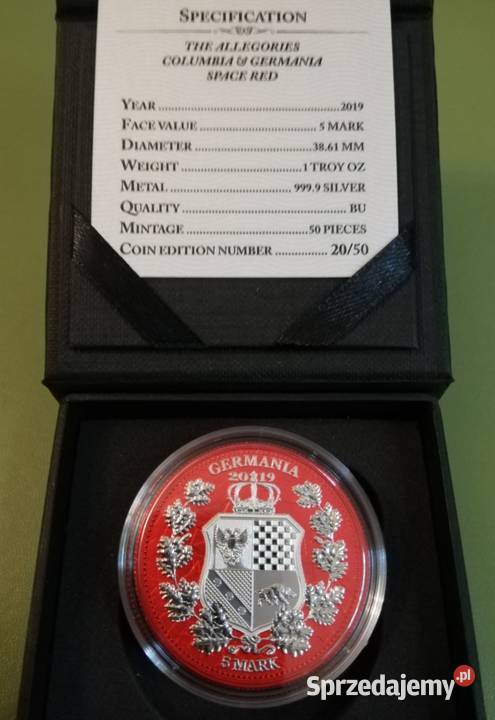 SPECIFICATION
THE ALLEGORIES
COLUMBIA & GERMANIA
SPACE RED
YEAR ........ 2019
FACE VALUE ........ 5 MARK
DIAMETER ........ 38.61 MM
WEIGHT ........ 1 TROY OZ
METAL ........ 999.9 SILVER
QUALITY ........ BU
MINTAGE ........ 50 PIECES
COIN EDITION NUMBER ........ 20/50
GERMANIA
2019
5 MARK
Sprzedajemy.pl